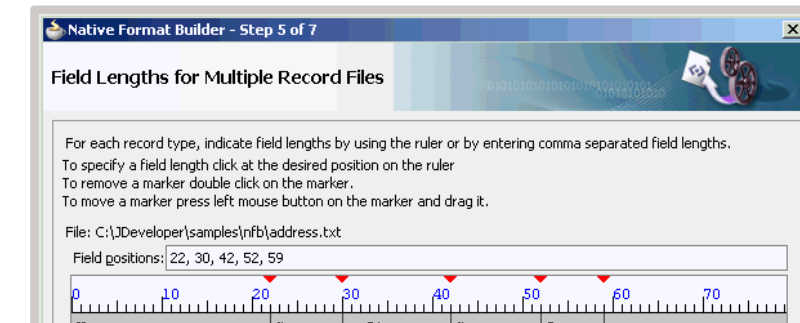 Native Format Builder - Step 5 of 7
Field Lengths for Multiple Record Files
For each record type, indicate field lengths by using the ruler or by entering comma separated field lengths.
To specify a field length click at the desired position on the ruler
To remove a marker double click on the marker.
To move a marker press left mouse button on the marker and drag it.
File: C:\JDeveloper\samples\nfb\address.txt
Field positions: 22, 30, 42, 52, 59
0 10 20 30 40 50 60 70